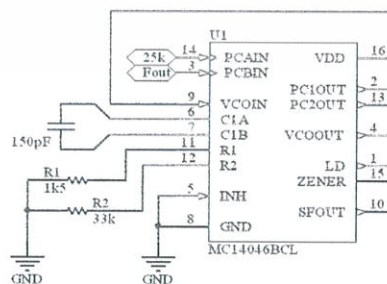 U1
25k 14 PCAIN VDD 16
Fout 3 PCBIN PC1OUT 2
PC2OUT 13
9 VCOIN
6 C1A
7 C1B VCOOUT 4
150pF
11 R1
12 R2 LD 1
R1 ZENER 15
1k5
R2 5 INH SFOUT 10
33k
8 GND
MC14046BCL
GND GND